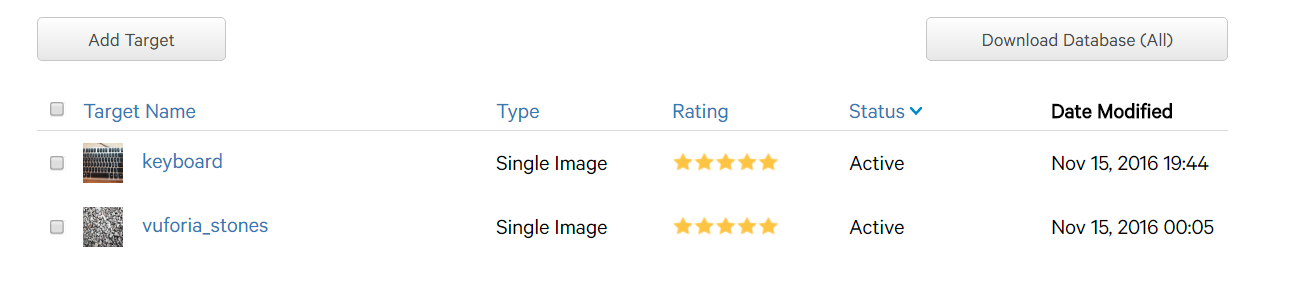 Add Target Download Database (All)
Target Name Type Rating Status Date Modified
keyboard Single Image Active Nov 15, 2016 19:44
vuforia_stones Single Image Active Nov 15, 2016 00:05